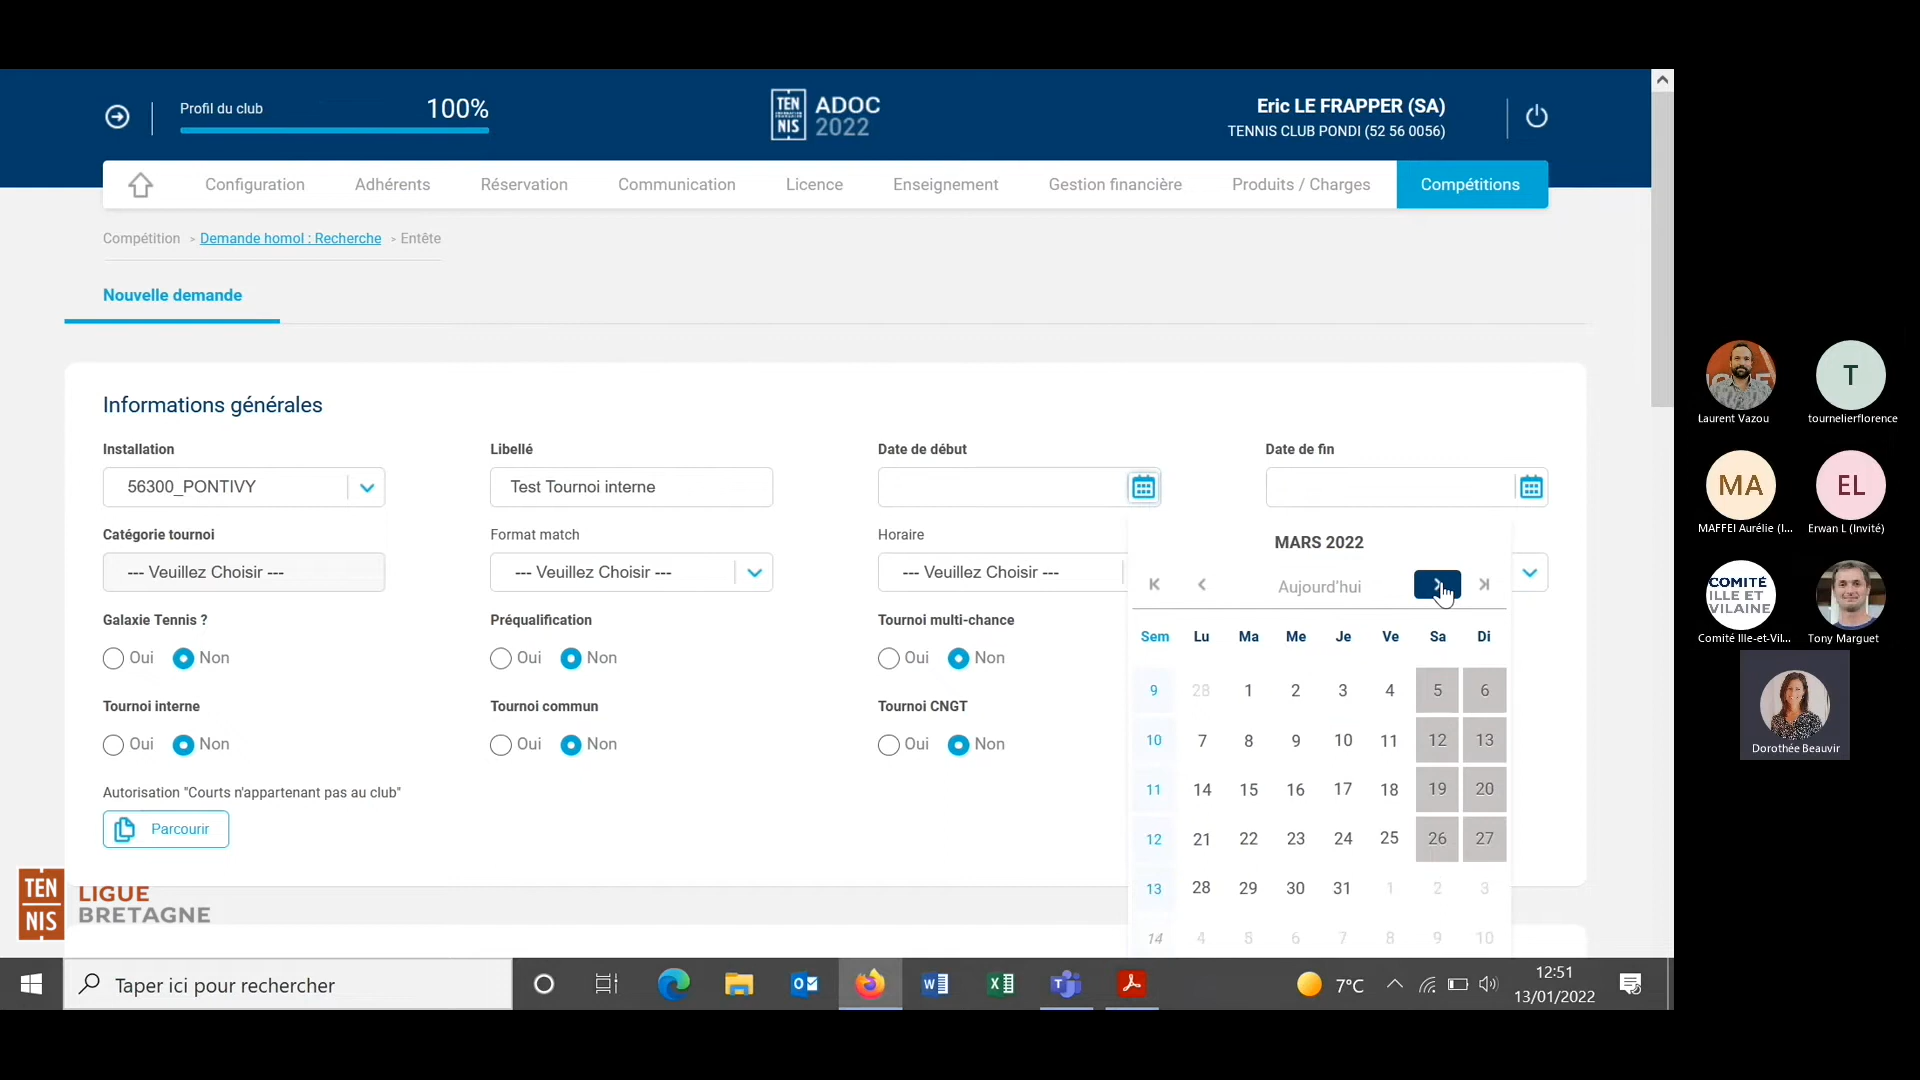 Profil du club 100%
TEN
NIS
ADOC
2022
Eric LE FRAPPER (SA)
TENNIS CLUB PONDI (52 56 0056)
Configuration Adhérents Réservation Communication Licence Enseignement Gestion financière Produits / Charges Compétitions
Compétition > Demande homol : Recherche > Entête
Nouvelle demande
Informations générales
Installation Libellé Date de début Date de fin
56300_PONTIVY Test Tournoi interne
Catégorie tournoi Format match Horaire
--- Veuillez Choisir --- --- Veuillez Choisir --- --- Veuillez Choisir ---
MARS 2022
Aujourd'hui
Galaxie Tennis ? Préqualification Tournoi multi-chance
Oui Non Oui Non Oui Non
Tournoi interne Tournoi commun Tournoi CNGT
Oui Non Oui Non Oui Non
Autorisation "Courts n'appartenant pas au club"
Parcourir
Sem Lu Ma Me Je Ve Sa Di
9 28 1 2 3 4 5 6
10 7 8 9 10 11 12 13
11 14 15 16 17 18 19 20
12 21 22 23 24 25 26 27
13 28 29 30 31 1 2 3
14 4 5 6 7 8 9 10
TEN
NIS
LIGUE
BRETAGNE
Taper ici pour rechercher
7°C
12:51
13/01/2022
Laurent Vazou
T
tournelierflorence
MA
MAFFEI Aurélie (I...
EL
Erwan L (Invité)
COMITÉ
ILLE ET
VILAINE
Comité Ille-et-Vil...
Tony Marguet
Dorothée Beauvir